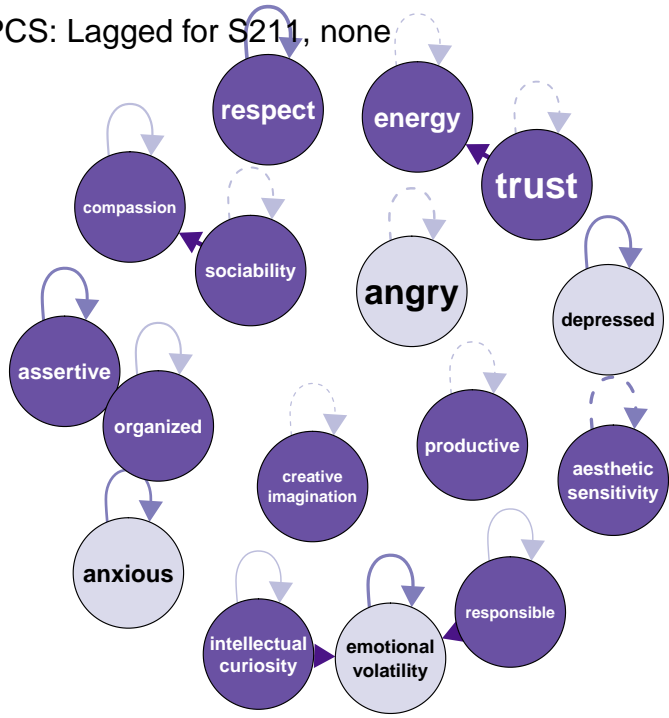 PCS: Lagged for S211, none
respect
energy
trust
compassion
sociability
angry
depressed
assertive
organized
productive
creative
imagination
aesthetic
sensitivity
anxious
intellectual
curiosity
emotional
volatility
responsible